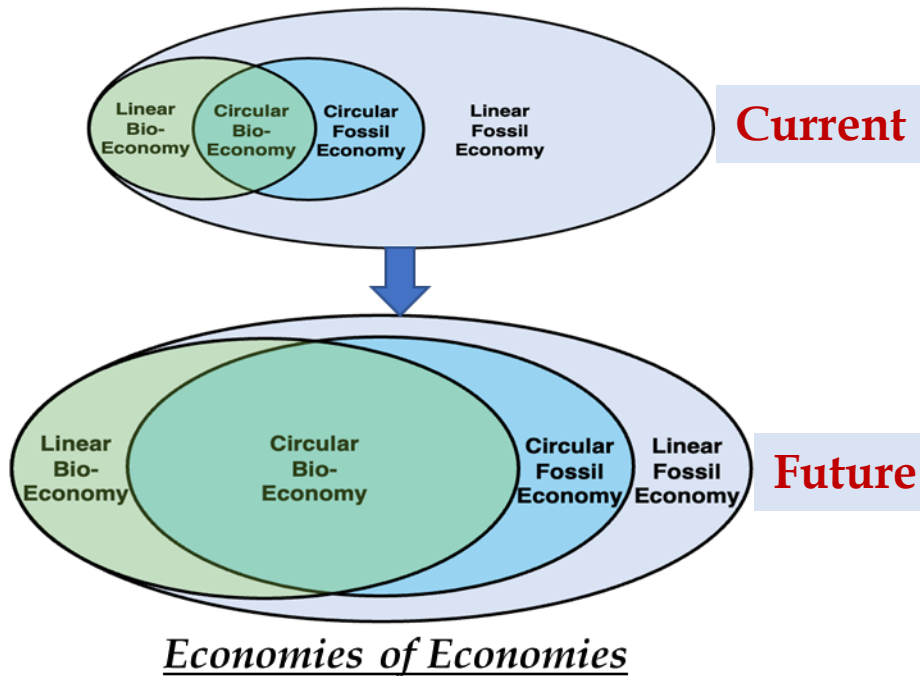 Linear
Bio-
Economy
Circular
Bio-
Economy
Circular
Fossil
Economy
Linear
Fossil
Economy
Current
Linear
Bio-
Economy
Circular
Bio-
Economy
Circular
Fossil
Economy
Linear
Fossil
Economy
Future
Economies of Economies